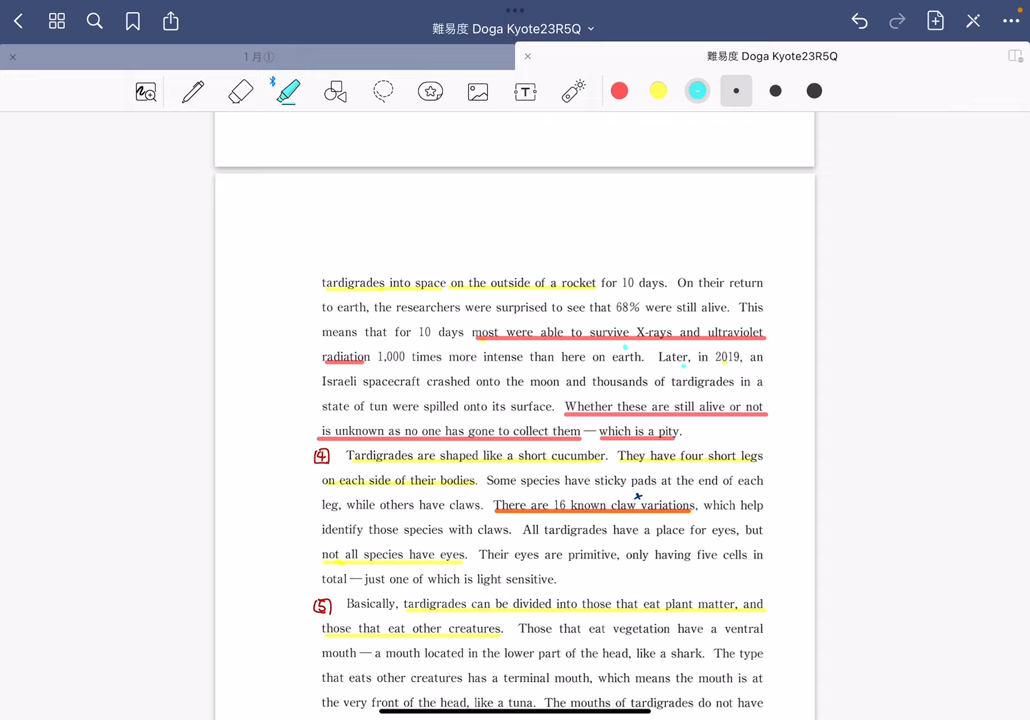 難易度 Doga Kyote23R5Q
1 月①
難易度 Doga Kyote23R5Q
T
tardigrades into space on the outside of a rocket for 10 days. On their return
to earth, the researchers were surprised to see that 68% were still alive. This
means that for 10 days most were able to survive X-rays and ultraviolet
radiation 1,000 times more intense than here on earth. Later, in 2019, an
Israeli spacecraft crashed onto the moon and thousands of tardigrades in a
state of tun were spilled onto its surface. Whether these are still alive or not
is unknown as no one has gone to collect them — which is a pity.
(4) Tardigrades are shaped like a short cucumber. They have four short legs
on each side of their bodies. Some species have sticky pads at the end of each
leg, while others have claws. There are 16 known claw variations, which help
identify those species with claws. All tardigrades have a place for eyes, but
not all species have eyes. Their eyes are primitive, only having five cells in
total — just one of which is light sensitive.
(5) Basically, tardigrades can be divided into those that eat plant matter, and
those that eat other creatures. Those that eat vegetation have a ventral
mouth — a mouth located in the lower part of the head, like a shark. The type
that eats other creatures has a terminal mouth, which means the mouth is at
the very front of the head, like a tuna. The mouths of tardigrades do not have